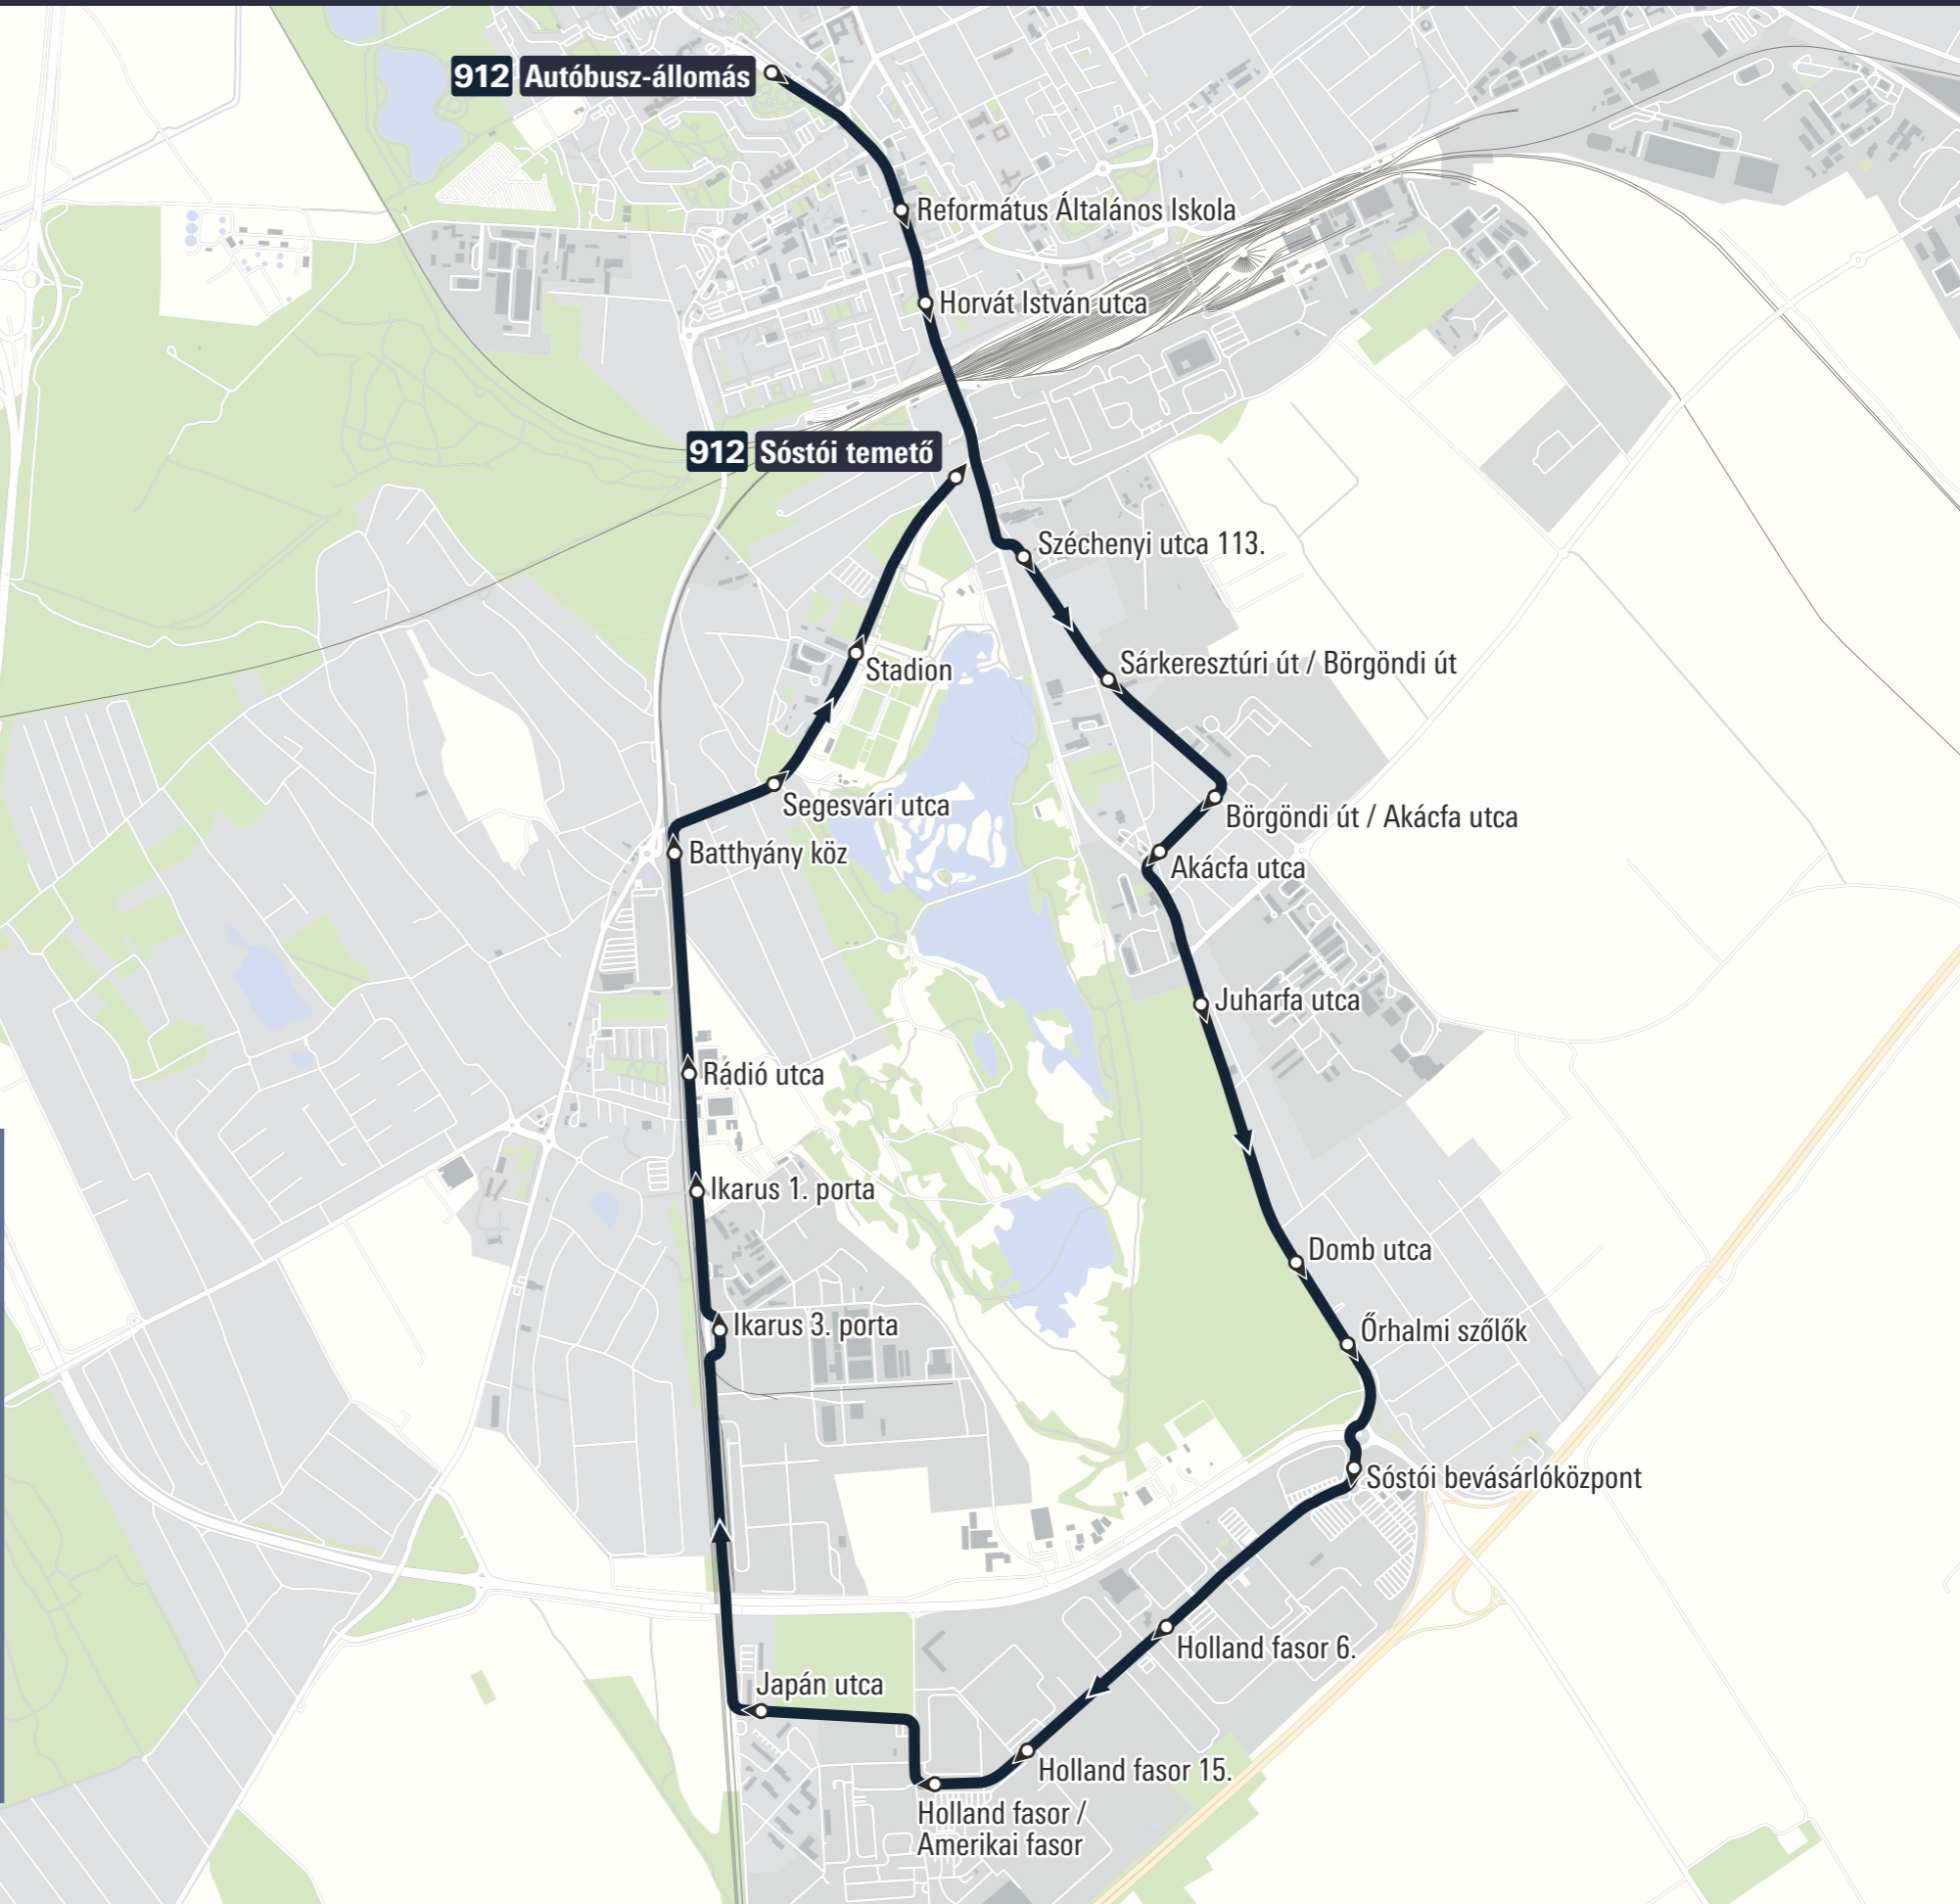 912 Autóbusz-állomás
Református Általános Iskola
Horvát István utca
912 Sóstói temető
Széchenyi utca 113.
Sárkeresztúri út / Börgöndi út
Stadion
Segesvári utca
Börgöndi út / Akácfa utca
Batthyány köz
Akácfa utca
Juharfa utca
Rádió utca
Ikarus 1. porta
Domb utca
Ikarus 3. porta
Őrhalmi szőlők
Sóstói bevásárlóközpont
Holland fasor 6.
Japán utca
Holland fasor 15.
Holland fasor /
Amerikai fasor